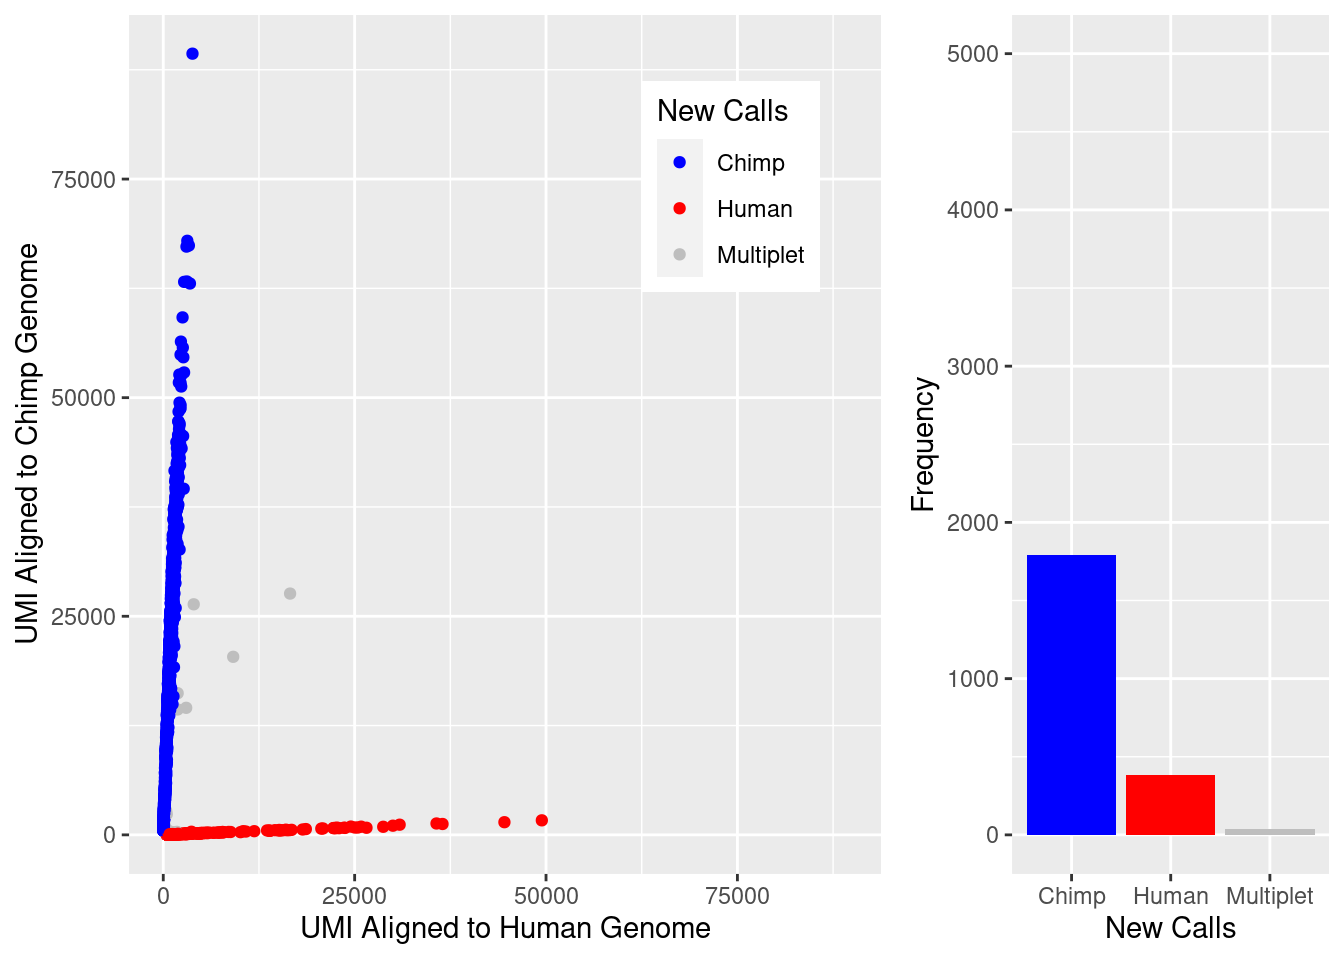 UMI Aligned to Chimp Genome
75000
50000
25000
0
0 25000 50000 75000
UMI Aligned to Human Genome
New Calls
Chimp
Human
Multiplet
Frequency
5000
4000
3000
2000
1000
0
Chimp Human Multiplet
New Calls